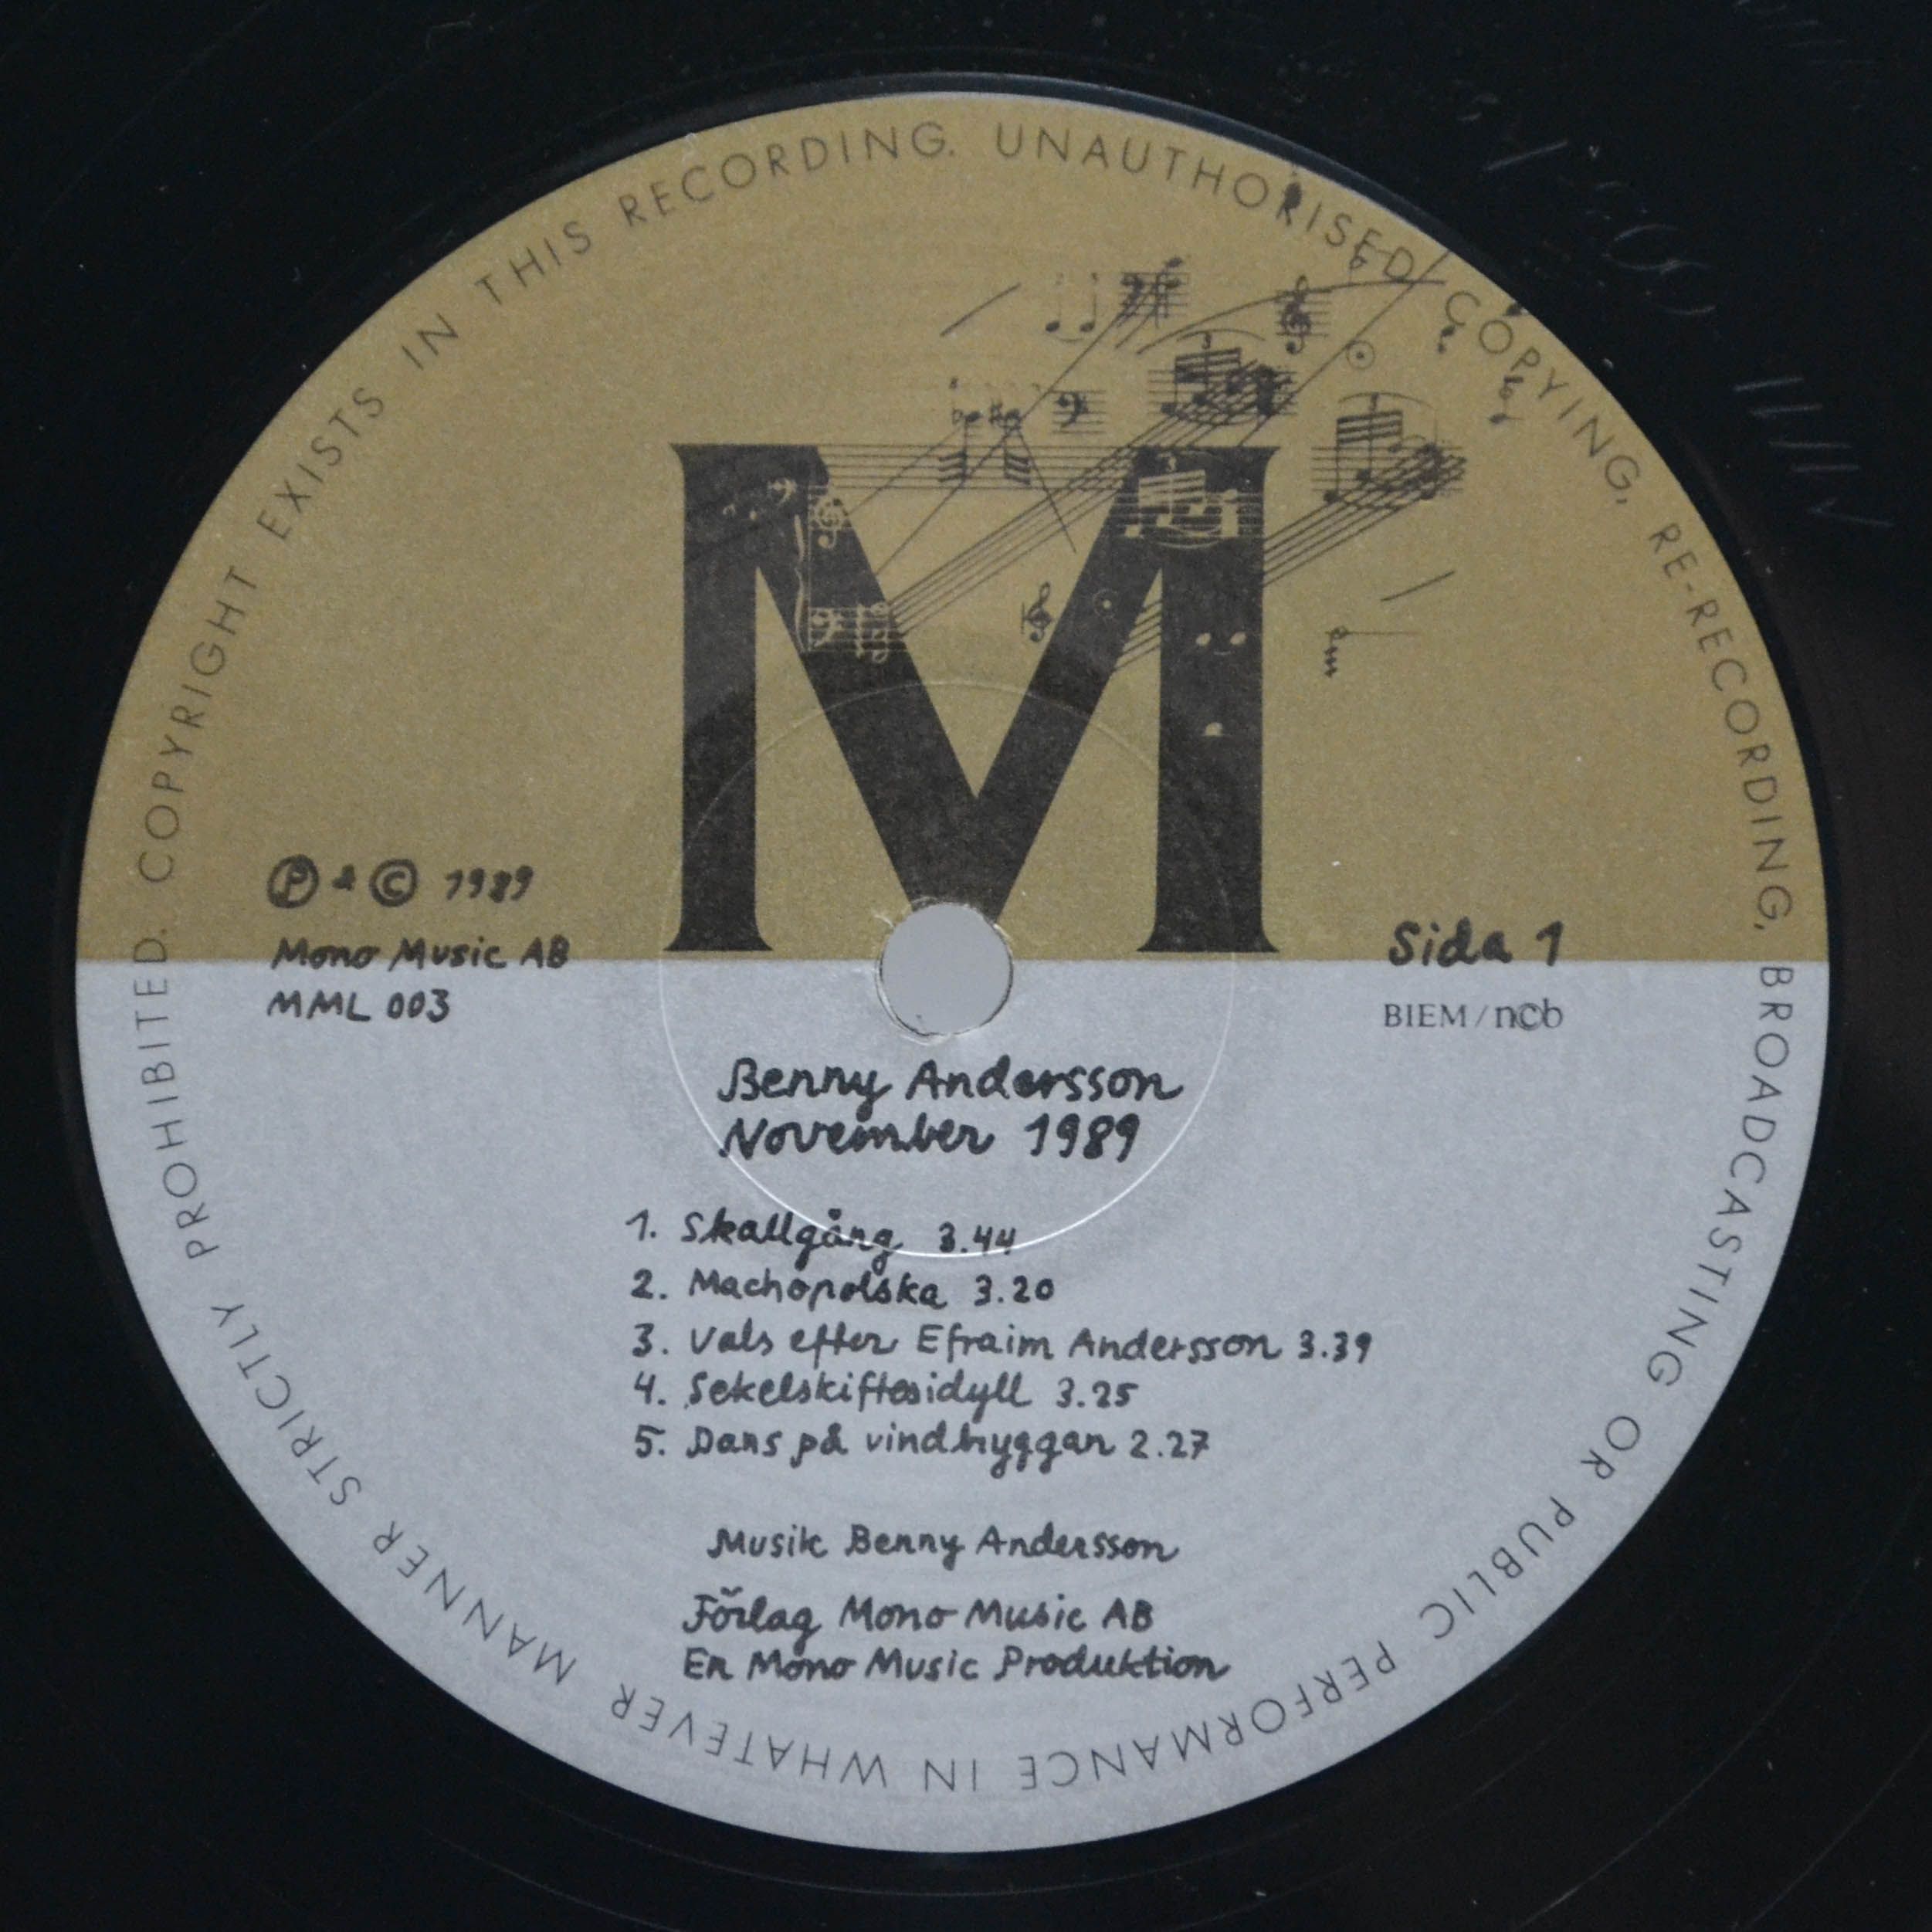 COPYRIGHT EXISTS IN THIS RECORDING. UNAUTHORISED COPYING, RE-RECORDING, BROADCASTING OR PUBLIC PERFORMANCE IN WHATEVER MANNER STRICTLY PROHIBITED.
M
Ⓟ & © 1989
Mono Music AB
MML 003
Sida 1
BIEM/n©b
Benny Andersson
November 1989
1. Skallgång 3.44
2. Machopolska 3.20
3. Vals efter Efraim Andersson 3.39
4. Sekelskiftesidyll 3.25
5. Dans på vindbryggan 2.27
Musik Benny Andersson
Förlag Mono Music AB
En Mono Music Produktion